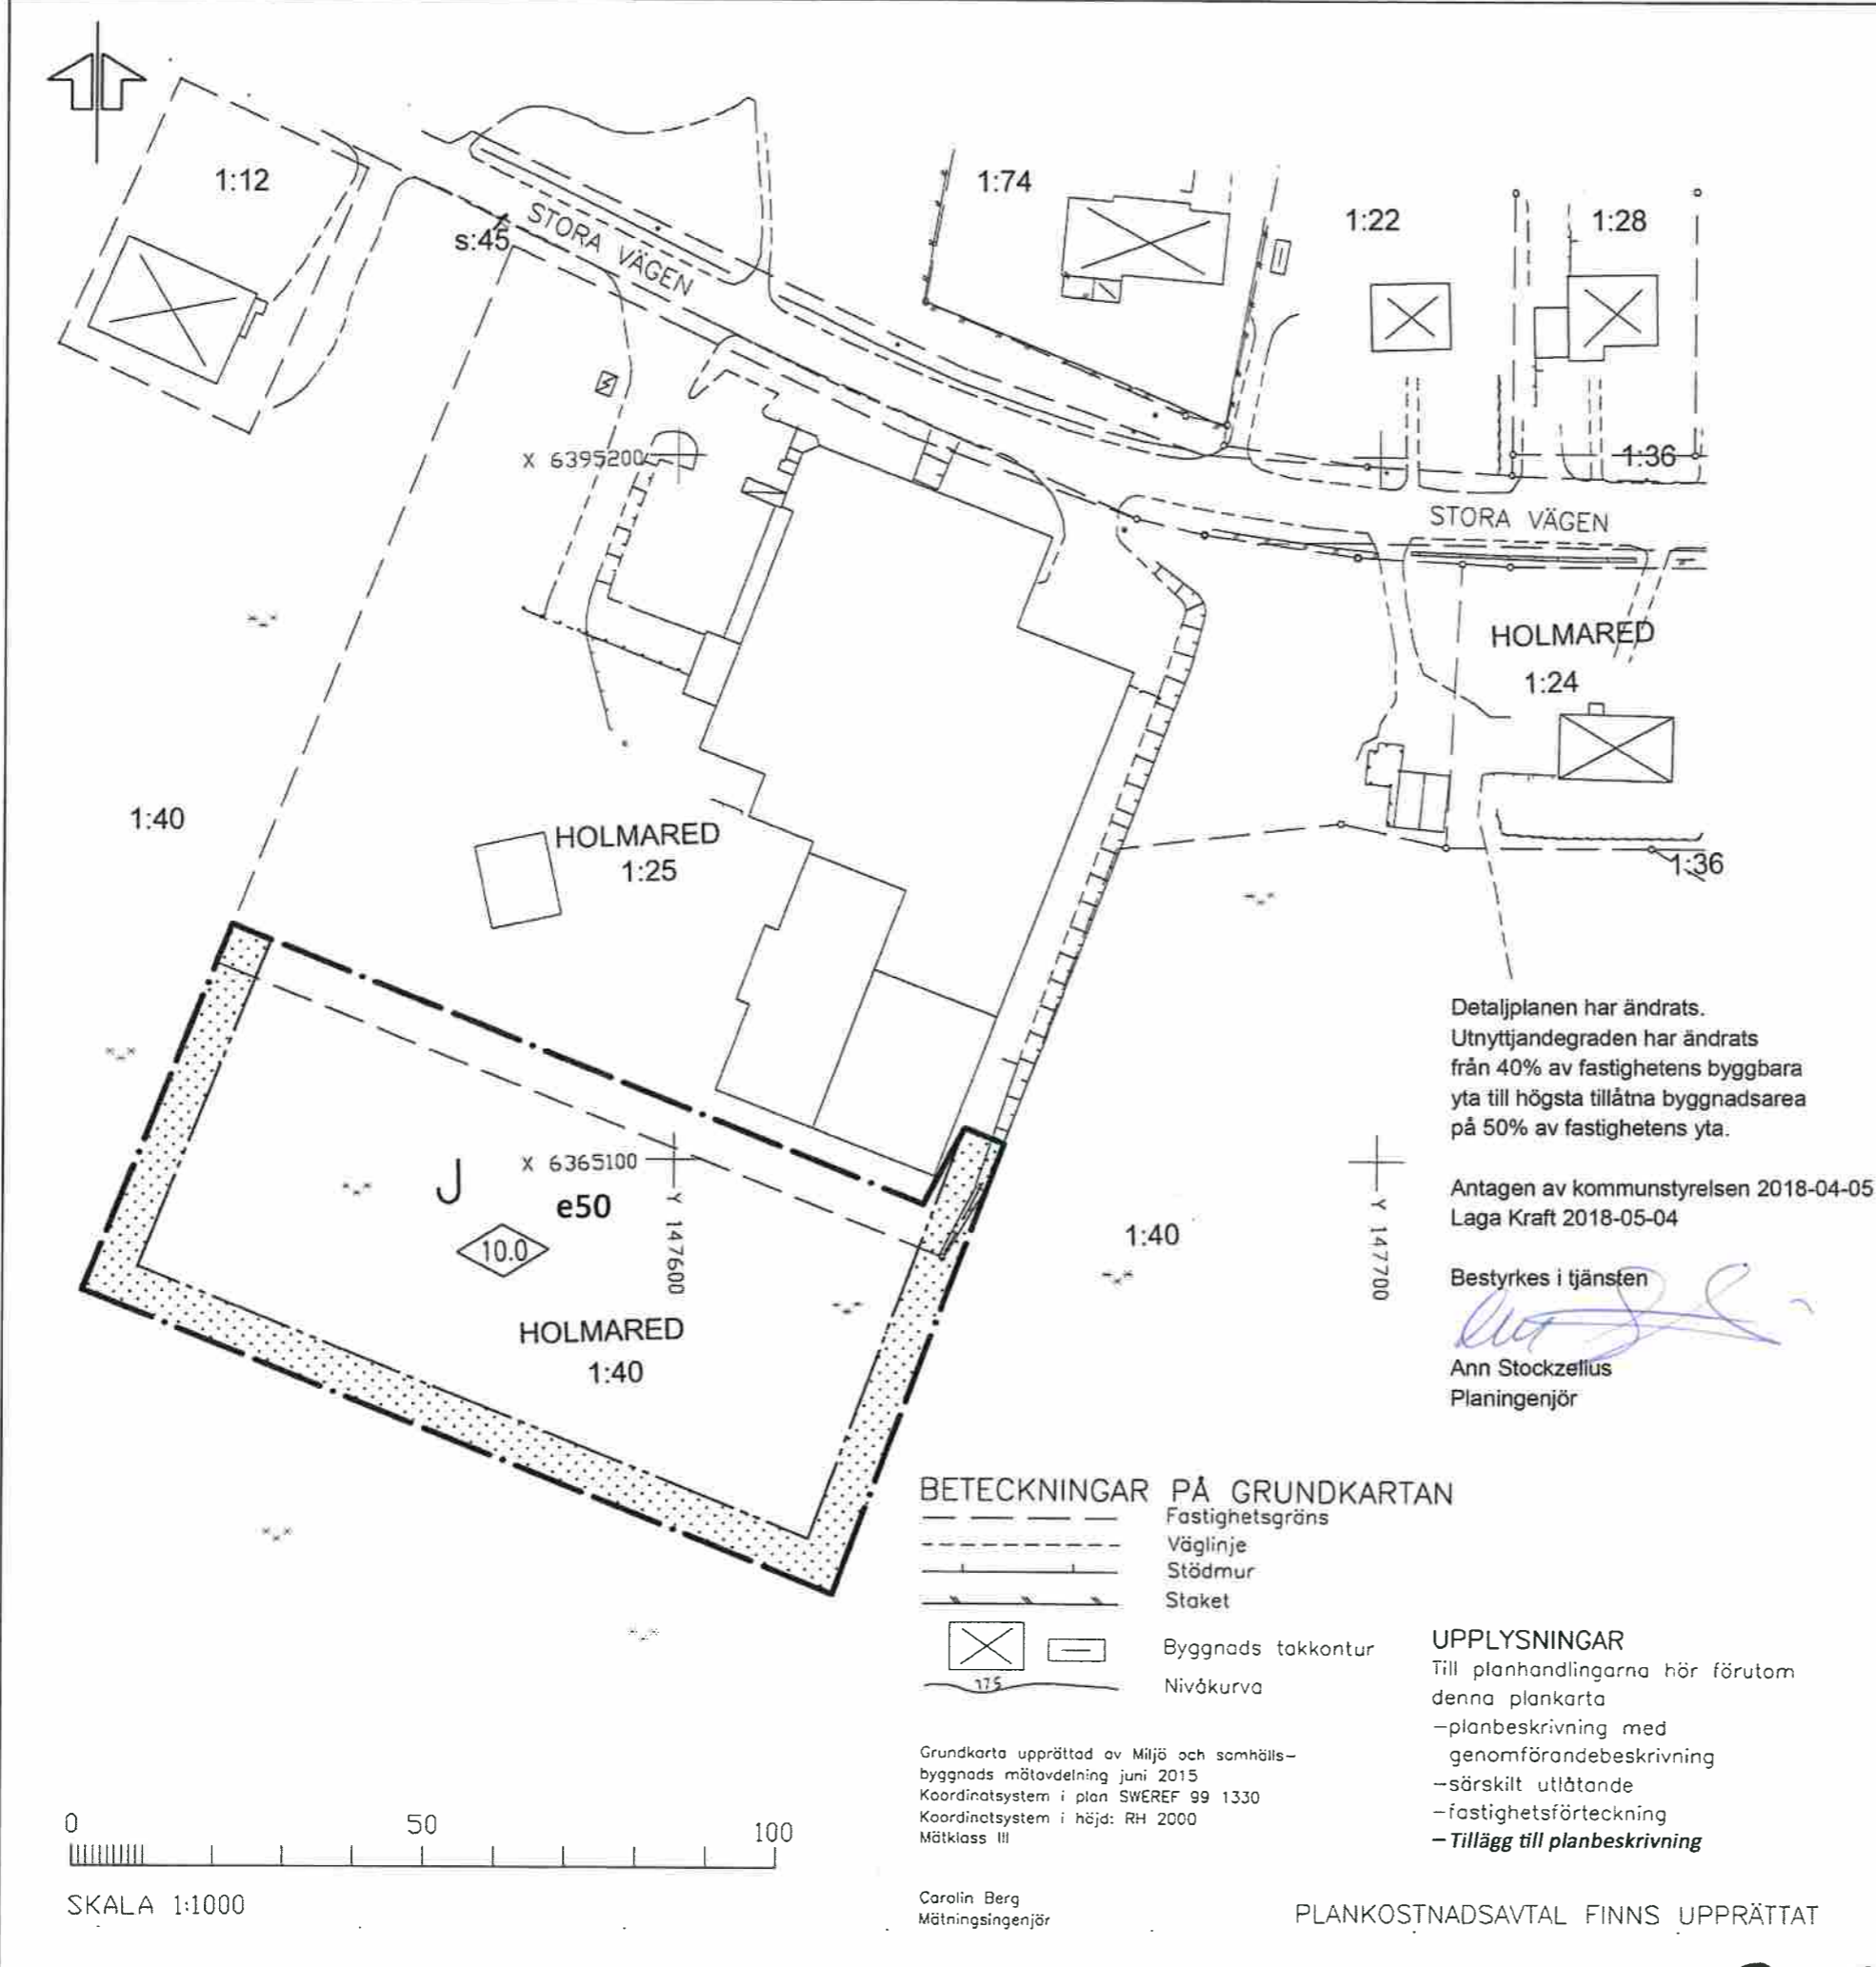 1:12
s:45
STORA VÄGEN
1:74
1:22
1:28
1:36
STORA VÄGEN
X 6395200
HOLMARED
1:24
1:40
HOLMARED
1:25
1:36
Detaljplanen har ändrats.
Utnyttjandegraden har ändrats
från 40% av fastighetens byggbara
yta till högsta tillåtna byggnadsarea
på 50% av fastighetens yta.
Antagen av kommunstyrelsen 2018-04-05
Laga Kraft 2018-05-04
Bestyrkes i tjänsten
Ann Stockzelius
Planingenjör
J
X 6365100
e50
10.0
Y 147600
1:40
Y 147700
HOLMARED
1:40
BETECKNINGAR PÅ GRUNDKARTAN
Fastighetsgräns
Väglinje
Stödmur
Staket
Byggnads takkontur
175
Nivåkurva
Grundkarta upprättad av Miljö och samhälls-
byggnads mätavdelning juni 2015
Koordinatsystem i plan SWEREF 99 1330
Koordinatsystem i höjd: RH 2000
Mätklass III
Carolin Berg
Mätningsingenjör
UPPLYSNINGAR
Till planhandlingarna hör förutom
denna plankarta
-planbeskrivning med
genomförandebeskrivning
-särskilt utlåtande
-fastighetsförteckning
- Tillägg till planbeskrivning
0 50 100
SKALA 1:1000
PLANKOSTNADSAVTAL FINNS UPPRÄTTAT